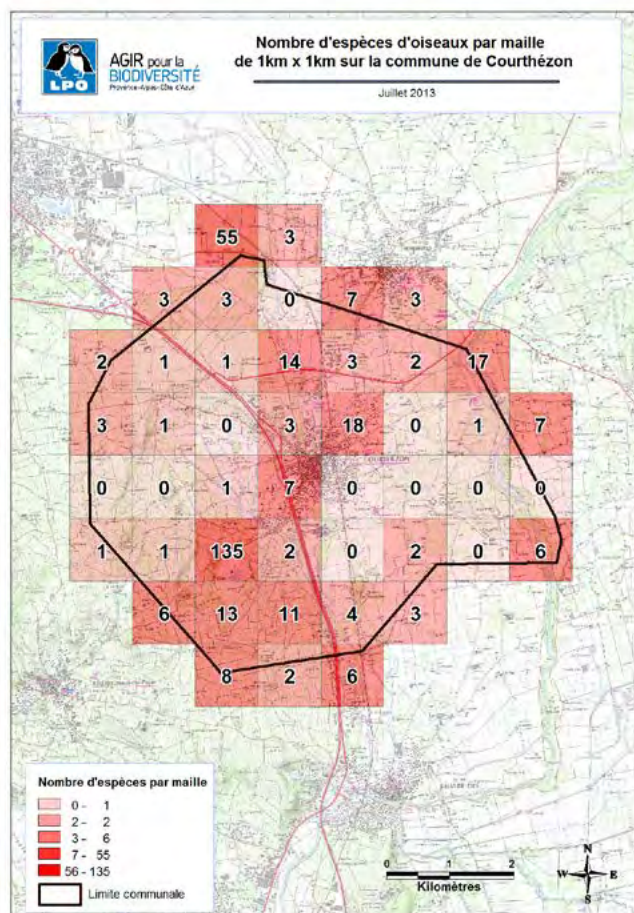 LPO
AGIR pour la
BIODIVERSITÉ
Provence-Alpes-Côte d'Azur
Nombre d'espèces d'oiseaux par maille
de 1km x 1km sur la commune de Courthézon
Juillet 2013
55 3
3 3 0 7 3
2 1 1 14 3 2 17
3 1 0 3 18 0 1 7
0 0 1 7 0 0 0 0
1 1 135 2 0 2 0 6
6 13 11 4 3
8 2 6
Nombre d'espèces par maille
0 - 1
2 - 2
3 - 6
7 - 55
56 - 135
Limite communale
0 1 2
Kilomètres
N
W E
S